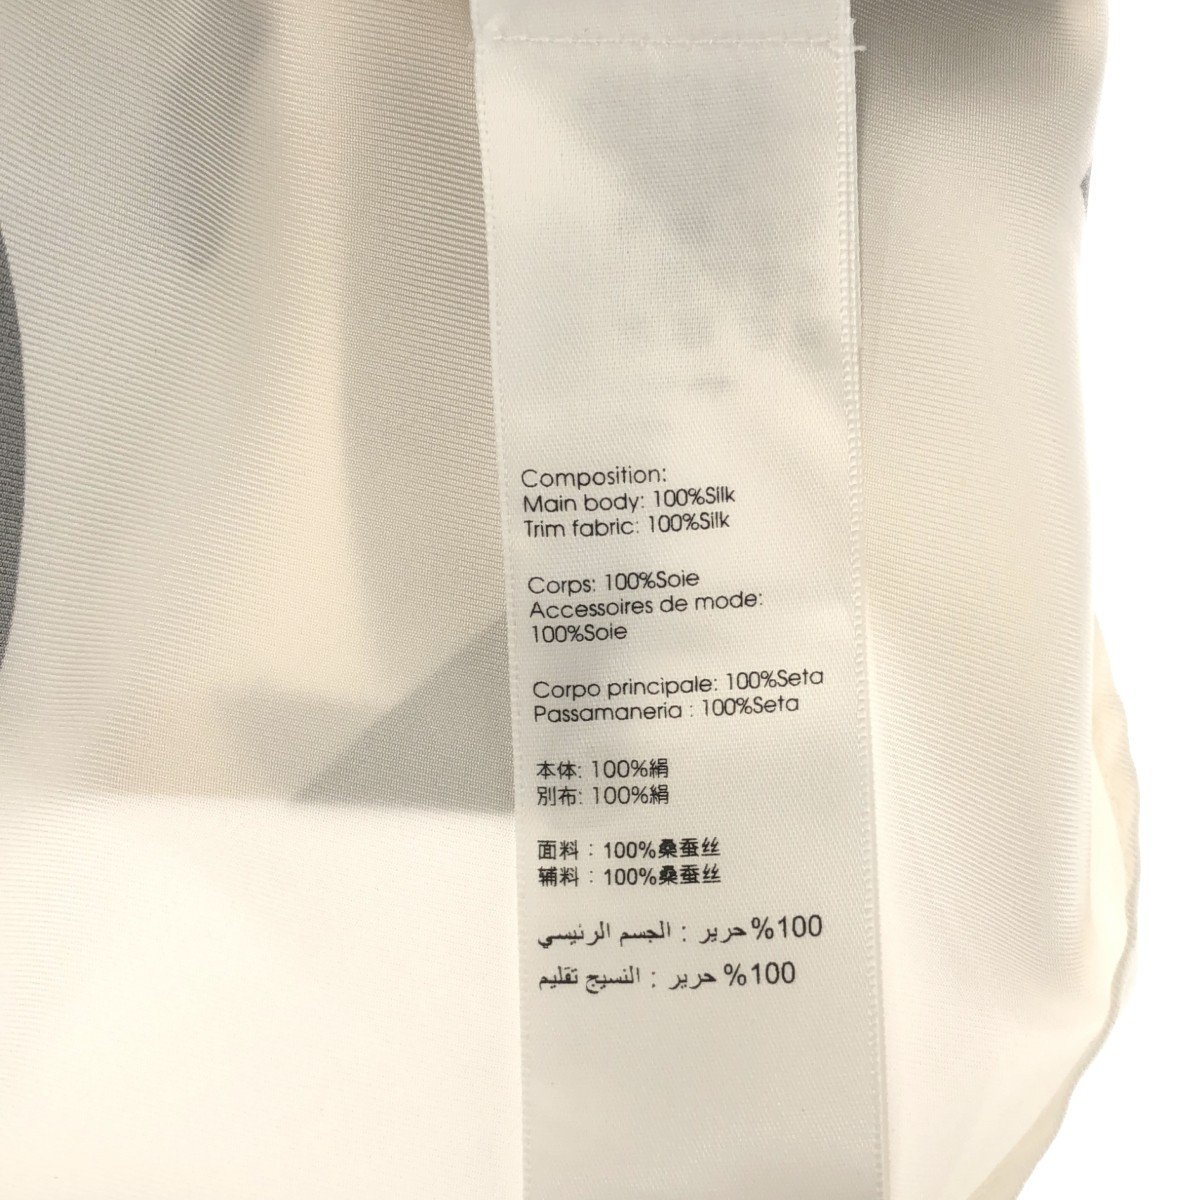 Composition:
Main body: 100%Silk
Trim fabric: 100%Silk
Corps: 100%Soie
Accessoires de mode:
100%Soie
Corpo principale: 100%Seta
Passamaneria : 100%Seta
本体: 100%絹
別布: 100%絹
面料：100%桑蚕丝
辅料：100%桑蚕丝
100%حرير : الجسم الرئيسي
100% حرير : النسيج تقليم